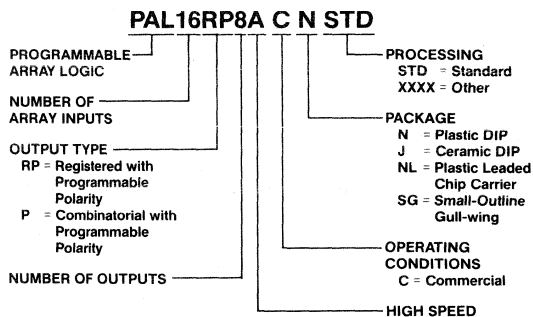 PAL16RP8A C N STD
PROGRAMMABLE
ARRAY LOGIC
NUMBER OF
ARRAY INPUTS
OUTPUT TYPE
RP = Registered with
Programmable
Polarity
P = Combinatorial with
Programmable
Polarity
NUMBER OF OUTPUTS
PROCESSING
STD = Standard
XXXX = Other
PACKAGE
N = Plastic DIP
J = Ceramic DIP
NL = Plastic Leaded
Chip Carrier
SG = Small-Outline
Gull-wing
OPERATING
CONDITIONS
C = Commercial
HIGH SPEED